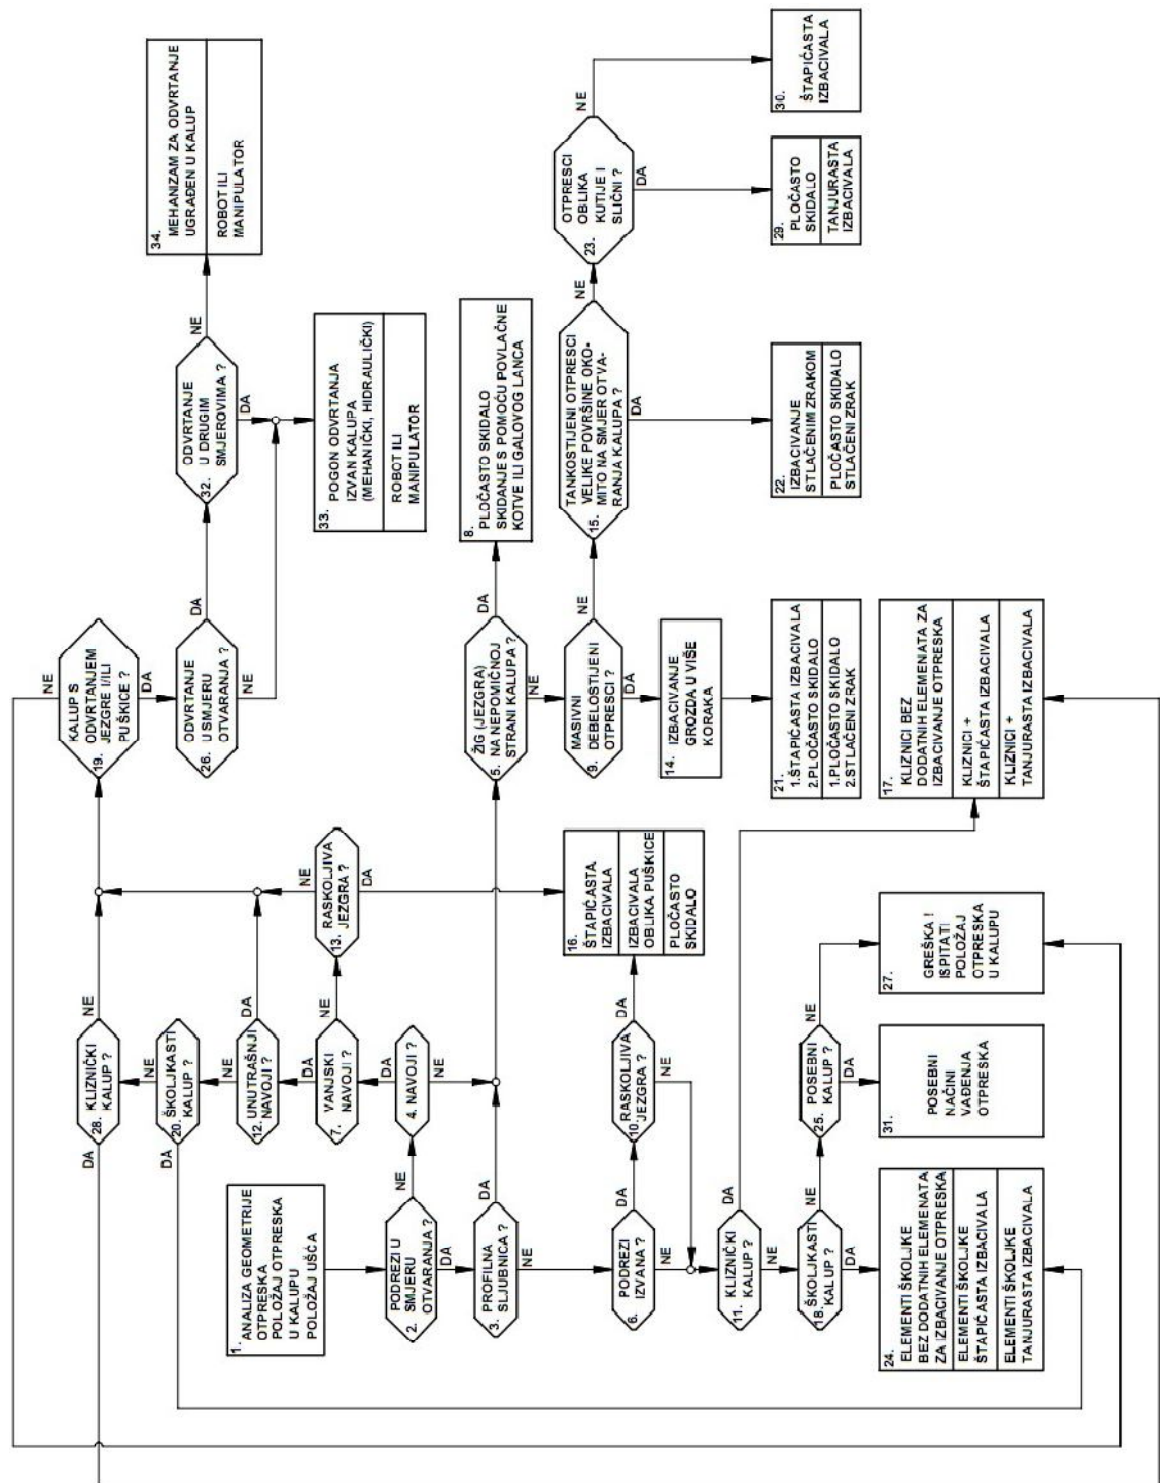 1. ANALIZA GEOMETRIJE
OTPRESKA
POLOŽAJ OTPRESKA
U KALUPU
POLOŽAJ UŠĆA
2. PODREZI U
SMJERU
OTVARANJA ?
NE
DA
3. PROFILNA
SLJUBNICA ?
DA
NE
4. NAVOJI ?
DA
NE
5. ŽIG (JEZGRA)
NA NEPOMIČNOJ
STRANI KALUPA ?
DA
NE
6. PODREZI
IZVANA ?
DA
NE
7. VANJSKI
NAVOJI ?
DA
NE
8. PLOČASTO SKIDALO
SKIDANJE S POMOĆU POVLAČNE
KOTVE ILI GALOVOG LANCA
9. MASIVNI
DEBELOSTIJENI
OTPRESCI ?
NE
DA
10. RASKOLJIVA
JEZGRA ?
DA
NE
11. KLIZNIČKI
KALUP ?
DA
NE
12. UNUTRAŠNJI
NAVOJI ?
NE
DA
13. RASKOLJIVA
JEZGRA ?
NE
DA
14. IZBACIVANJE
GROZDA U VIŠE
KORAKA
15. TANKOSTIJENI OTPRESCI
VELIKE POVRŠINE OKO-
MITO NA SMJER OTVA-
RANJA KALUPA ?
NE
DA
16. ŠTAPIĆASTA
IZBACIVALA
IZBACIVALA
OBLIKA PUŠKICE
PLOČASTO
SKIDALO
17. KLIZNICI BEZ
DODATNIH ELEMENATA ZA
IZBACIVANJE OTPRESKA
KLIZNICI +
ŠTAPIĆASTA IZBACIVALA
KLIZNICI +
TANJURASTA IZBACIVALA
18. ŠKOLJKASTI
KALUP ?
NE
DA
19. KALUP S
ODVRTANJEM
JEZGRE I/ILI
PUŠKICE ?
NE
DA
20. ŠKOLJKASTI
KALUP ?
NE
DA
21. 1.ŠTAPIĆASTA IZBACIVALA
2.PLOČASTO SKIDALO
1.PLOČASTO SKIDALO
2.STLAČENI ZRAK
22. IZBACIVANJE
STLAČENIM ZRAKOM
PLOČASTO SKIDALO
STLAČENI ZRAK
23. OTPRESCI
OBLIKA
KUTIJE I
SLIČNI ?
NE
DA
24. ELEMENTI ŠKOLJKE
BEZ DODATNIH ELEMENATA
ZA IZBACIVANJE OTPRESKA
ELEMENTI ŠKOLJKE
ŠTAPIĆASTA IZBACIVALA
ELEMENTI ŠKOLJKE
TANJURASTA IZBACIVALA
25. POSEBNI
KALUP ?
NE
DA
26. ODVRTANJE
U SMJERU
OTVARANJA ?
DA
NE
27. GREŠKA !
ISPITATI
POLOŽAJ
OTPRESKA
U KALUPU
28. KLIZNIČKI
KALUP ?
DA
NE
29. PLOČASTO
SKIDALO
TANJURASTA
IZBACIVALA
30. ŠTAPIĆASTA
IZBACIVALA
31. POSEBNI
NAČINI
VAĐENJA
OTPREŠKA
32. ODVRTANJE
U DRUGIM
SMJEROVIMA ?
NE
DA
33. POGON ODVRTANJA
IZVAN KALUPA
(MEHANIČKI, HIDRAULIČKI)
ROBOT ILI
MANIPULATOR
34. MEHANIZAM ZA ODVRTANJE
UGRAĐEN U KALUP
ROBOT ILI
MANIPULATOR